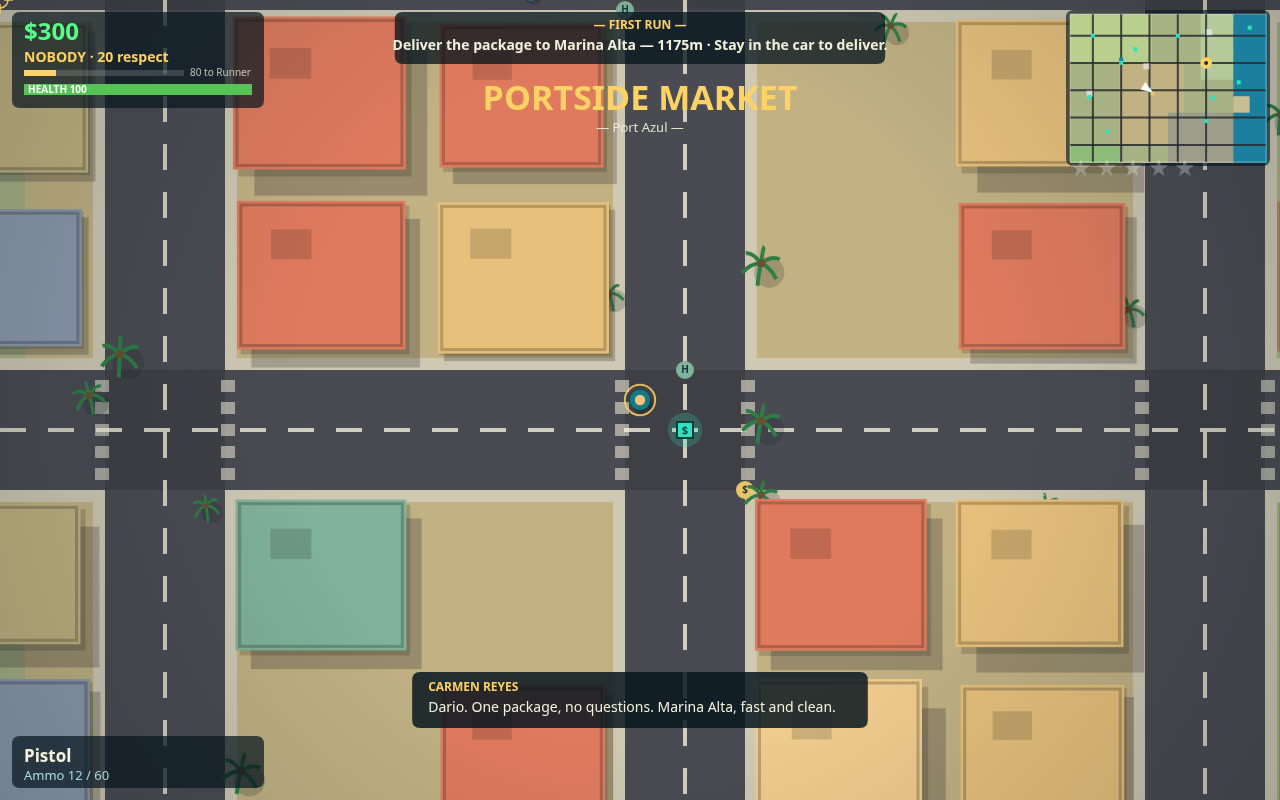 $300
NOBODY · 20 respect
80 to Runner
HEALTH 100
— FIRST RUN —
Deliver the package to Marina Alta — 1175m · Stay in the car to deliver.
PORTSIDE MARKET
— Port Azul —
H
H
$
$
CARMEN REYES
Dario. One package, no questions. Marina Alta, fast and clean.
Pistol
Ammo 12 / 60